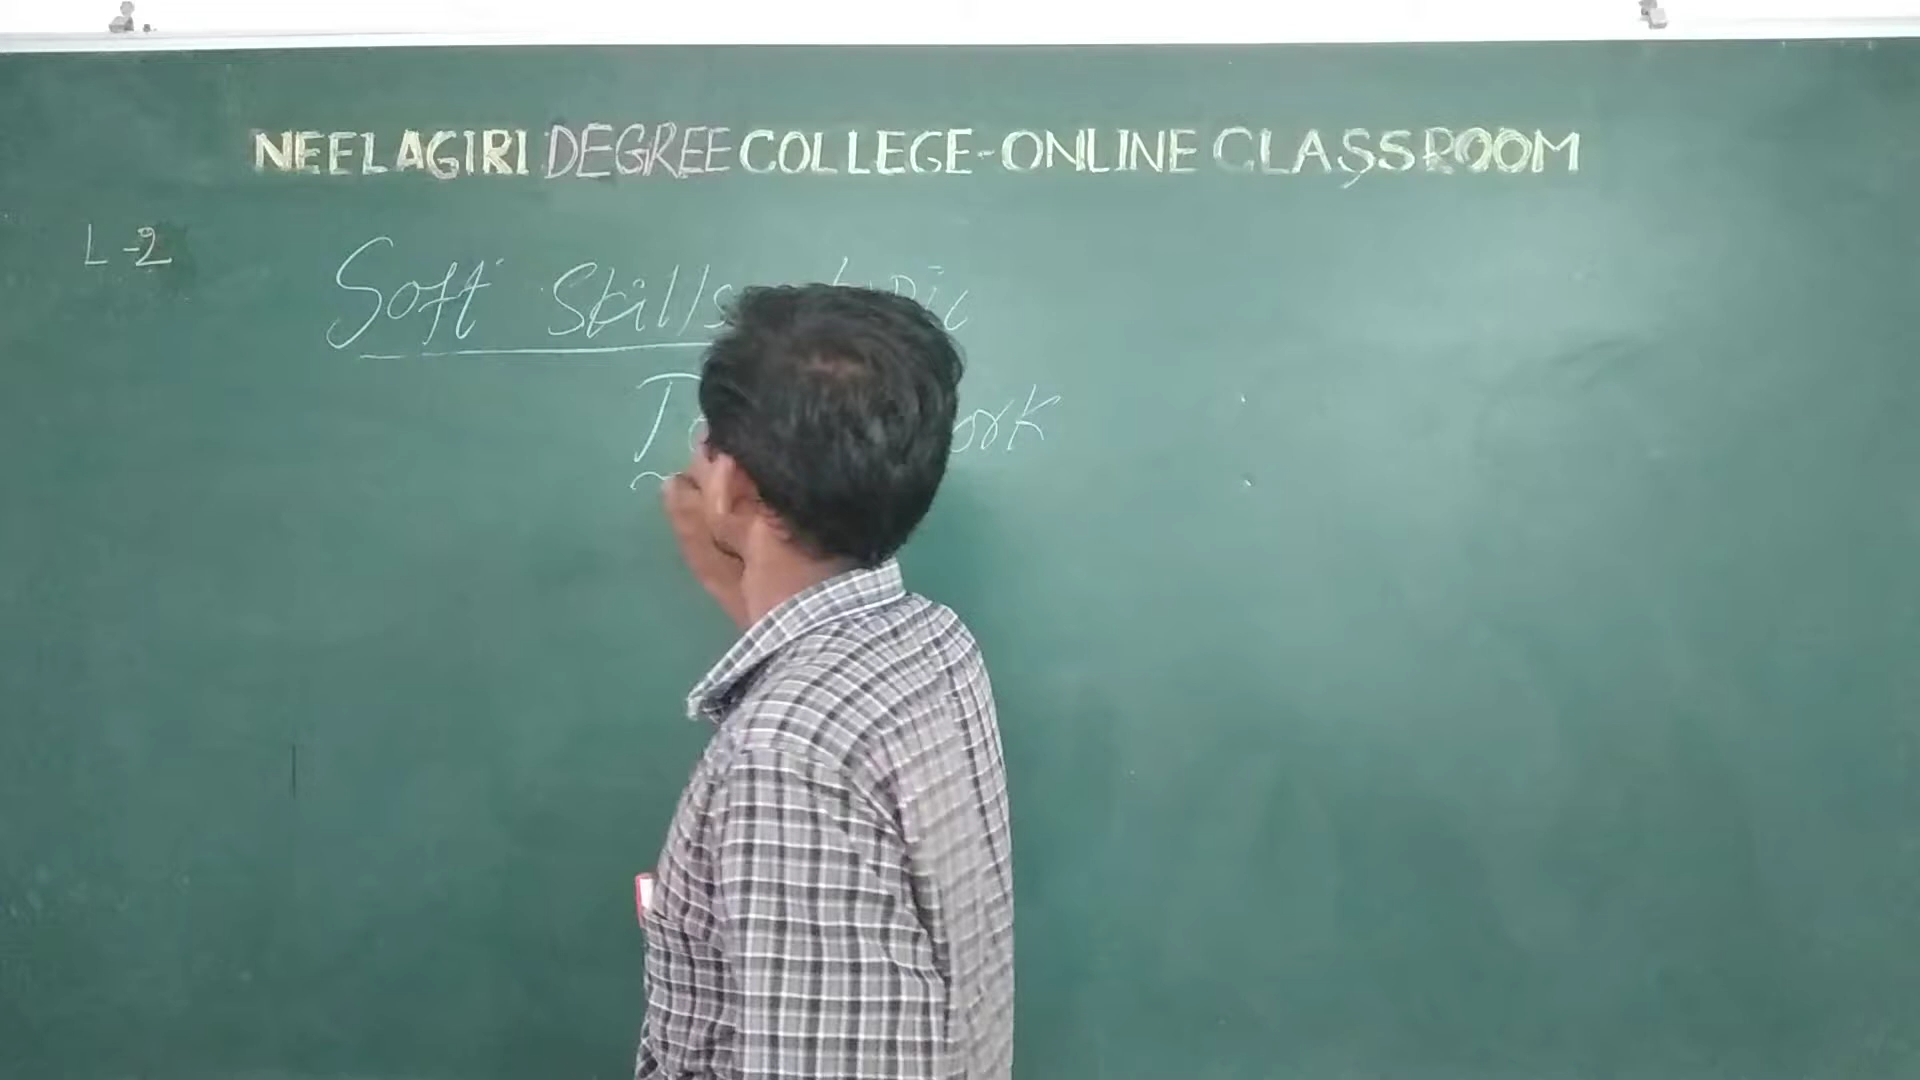 NEELAGIRI DEGREE COLLEGE-ONLINE CLASSROOM
L-2
Soft Skills